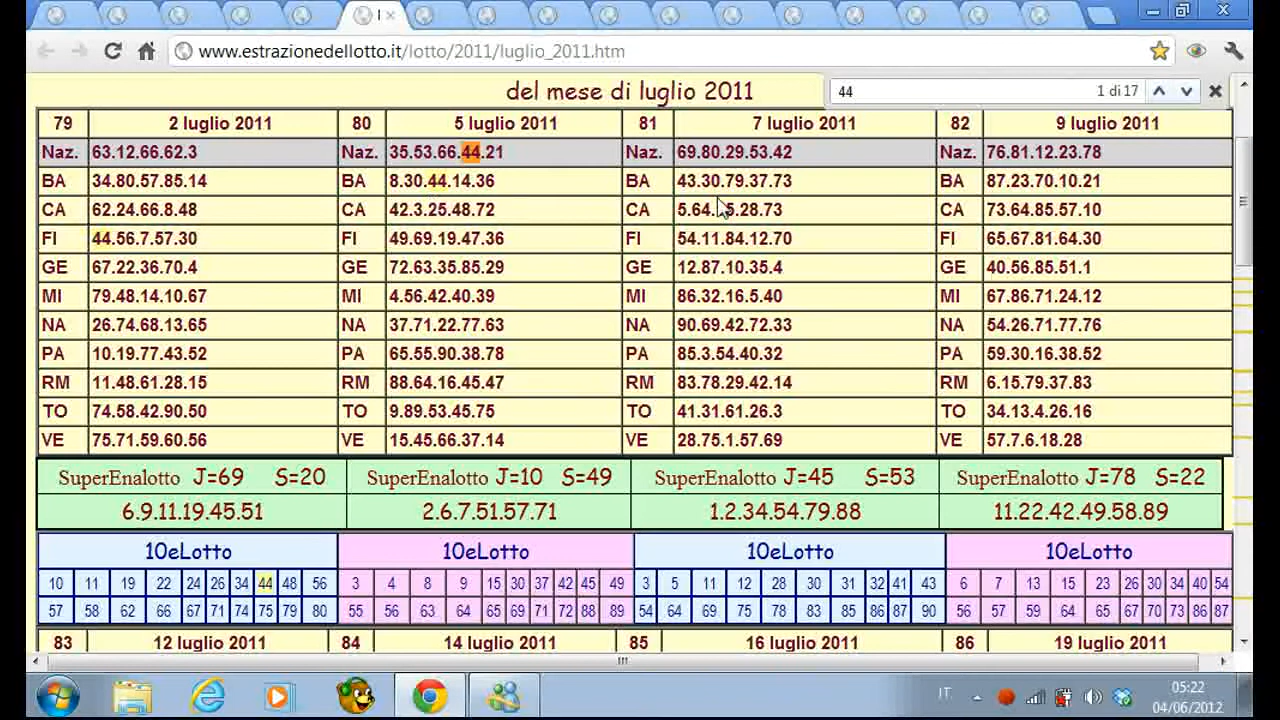 www.estrazionedellotto.it/lotto/2011/luglio_2011.htm
del mese di luglio 2011
44 1 di 17
79 2 luglio 2011 80 5 luglio 2011 81 7 luglio 2011 82 9 luglio 2011
Naz. 63.12.66.62.3 Naz. 35.53.66.44.21 Naz. 69.80.29.53.42 Naz. 76.81.12.23.78
BA 34.80.57.85.14 BA 8.30.44.14.36 BA 43.30.79.37.73 BA 87.23.70.10.21
CA 62.24.66.8.48 CA 42.3.25.48.72 CA CA 73.64.85.57.10
FI 44.56.7.57.30 FI 49.69.19.47.36 FI 54.11.84.12.70 FI 65.67.81.64.30
GE 67.22.36.70.4 GE 72.63.35.85.29 GE 12.87.10.35.4 GE 40.56.85.51.1
MI 79.48.14.10.67 MI 4.56.42.40.39 MI 86.32.16.5.40 MI 67.86.71.24.12
NA 26.74.68.13.65 NA 37.71.22.77.63 NA 90.69.42.72.33 NA 54.26.71.77.76
PA 10.19.77.43.52 PA 65.55.90.38.78 PA 85.3.54.40.32 PA 59.30.16.38.52
RM 11.48.61.28.15 RM 88.64.16.45.47 RM 83.78.29.42.14 RM 6.15.79.37.83
TO 74.58.42.90.50 TO 9.89.53.45.75 TO 41.31.61.26.3 TO 34.13.4.26.16
VE 75.71.59.60.56 VE 15.45.66.37.14 VE 28.75.1.57.69 VE 57.7.6.18.28
SuperEnalotto J=69 S=20 SuperEnalotto J=10 S=49 SuperEnalotto J=45 S=53 SuperEnalotto J=78 S=22
6.9.11.19.45.51 2.6.7.51.57.71 1.2.34.54.79.88 11.22.42.49.58.89
10eLotto 10eLotto 10eLotto 10eLotto
10 11 19 22 24 26 34 44 48 56 3 4 8 9 15 30 37 42 45 49 3 5 11 12 28 30 31 32 41 43 6 7 13 15 23 26 30 34 40 54
57 58 62 66 67 71 74 75 79 80 55 56 63 64 65 69 71 72 88 89 54 64 69 75 78 83 85 86 87 90 56 57 59 64 65 67 70 73 86 87
83 12 luglio 2011 84 14 luglio 2011 85 16 luglio 2011 86 19 luglio 2011
IT 05:22
04/06/2012